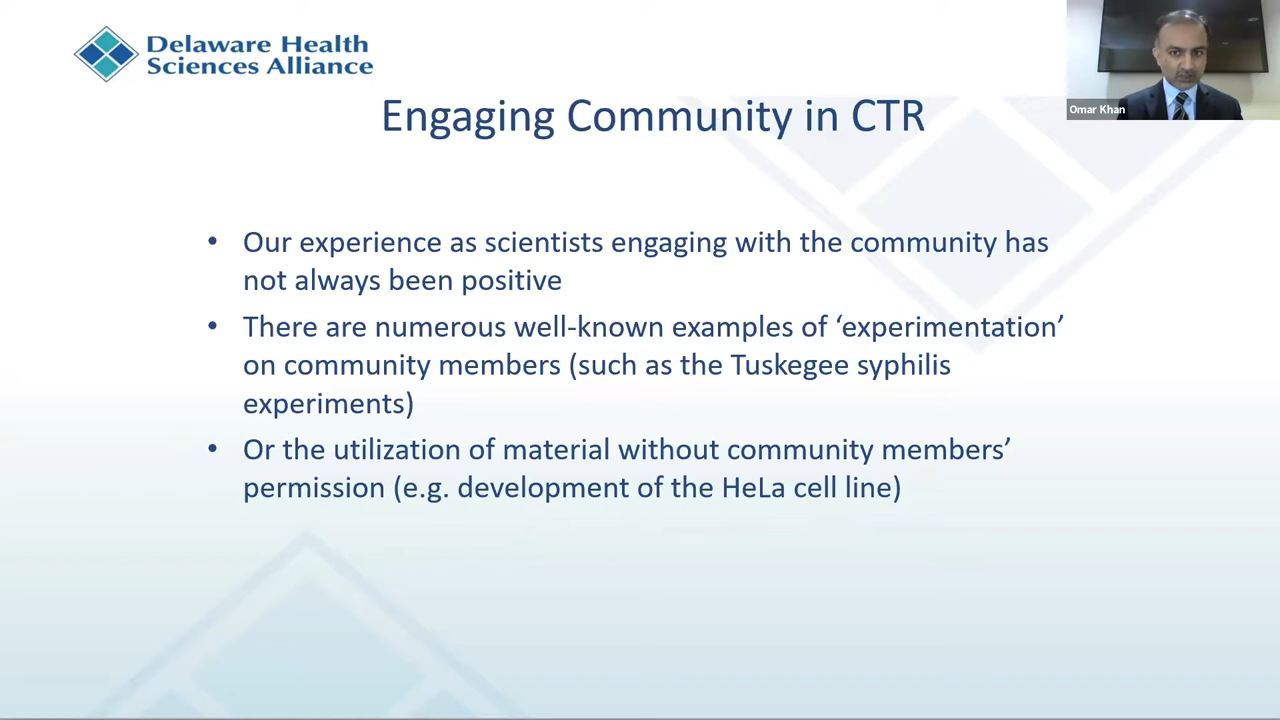 Delaware Health
Sciences Alliance
Omar Khan
Engaging Community in CTR
• Our experience as scientists engaging with the community has
not always been positive
• There are numerous well-known examples of ‘experimentation’
on community members (such as the Tuskegee syphilis
experiments)
• Or the utilization of material without community members’
permission (e.g. development of the HeLa cell line)